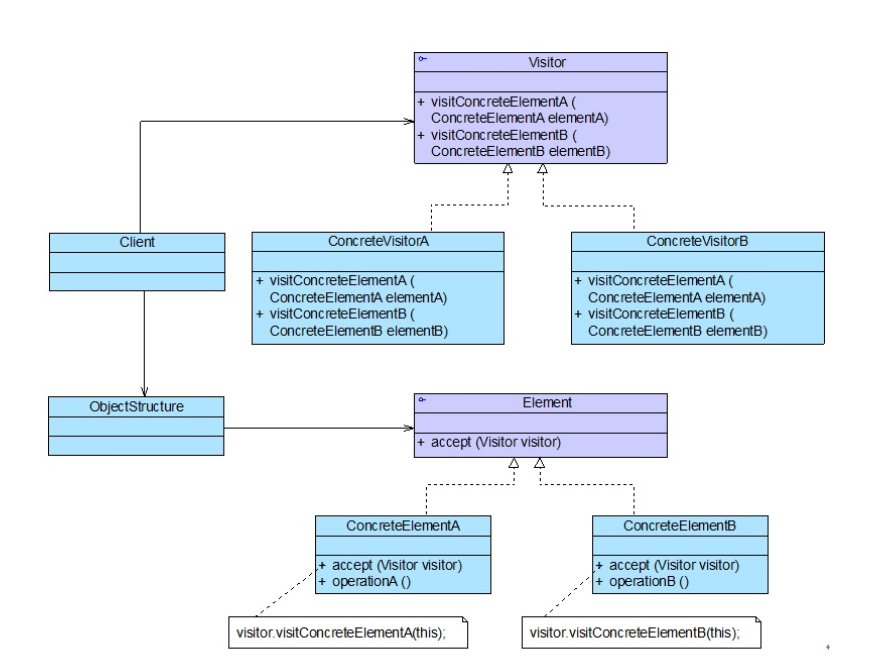 Visitor
+ visitConcreteElementA (
ConcreteElementA elementA)
+ visitConcreteElementB (
ConcreteElementB elementB)
Client
ConcreteVisitorA
+ visitConcreteElementA (
ConcreteElementA elementA)
+ visitConcreteElementB (
ConcreteElementB elementB)
ConcreteVisitorB
+ visitConcreteElementA (
ConcreteElementA elementA)
+ visitConcreteElementB (
ConcreteElementB elementB)
ObjectStructure
Element
+ accept (Visitor visitor)
ConcreteElementA
+ accept (Visitor visitor)
+ operationA ()
ConcreteElementB
+ accept (Visitor visitor)
+ operationB ()
visitor.visitConcreteElementA(this);
visitor.visitConcreteElementB(this);